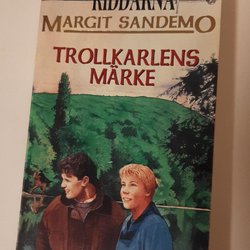 RIDDARNA
MARGIT SANDEMO
TROLLKARLENS
MÄRKE